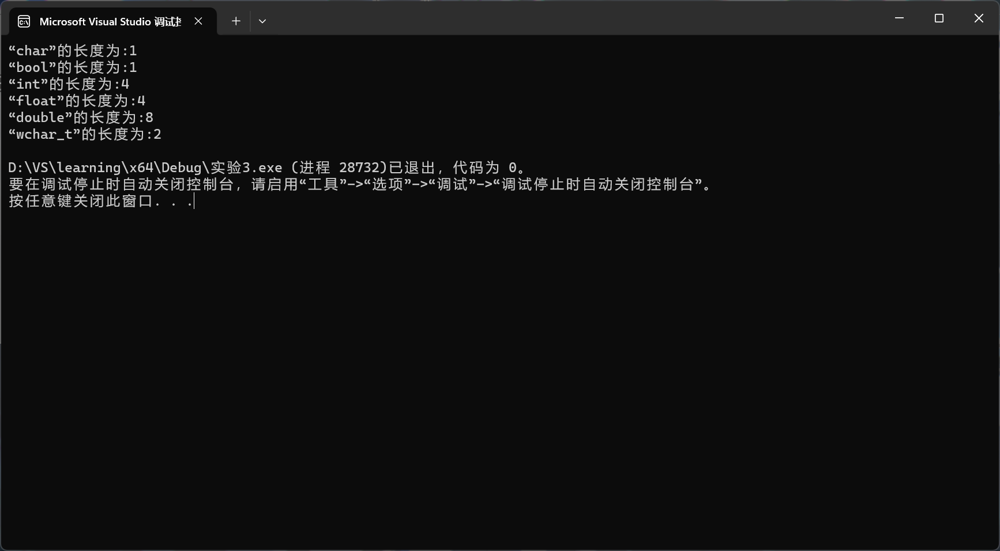 Microsoft Visual Studio 调试
“char”的长度为:1
“bool”的长度为:1
“int”的长度为:4
“float”的长度为:4
“double”的长度为:8
“wchar_t”的长度为:2
D:\VS\learning\x64\Debug\实验3.exe (进程 28732)已退出，代码为 0。
要在调试停止时自动关闭控制台，请启用“工具”->“选项”->“调试”->“调试停止时自动关闭控制台”。
按任意键关闭此窗口. . .